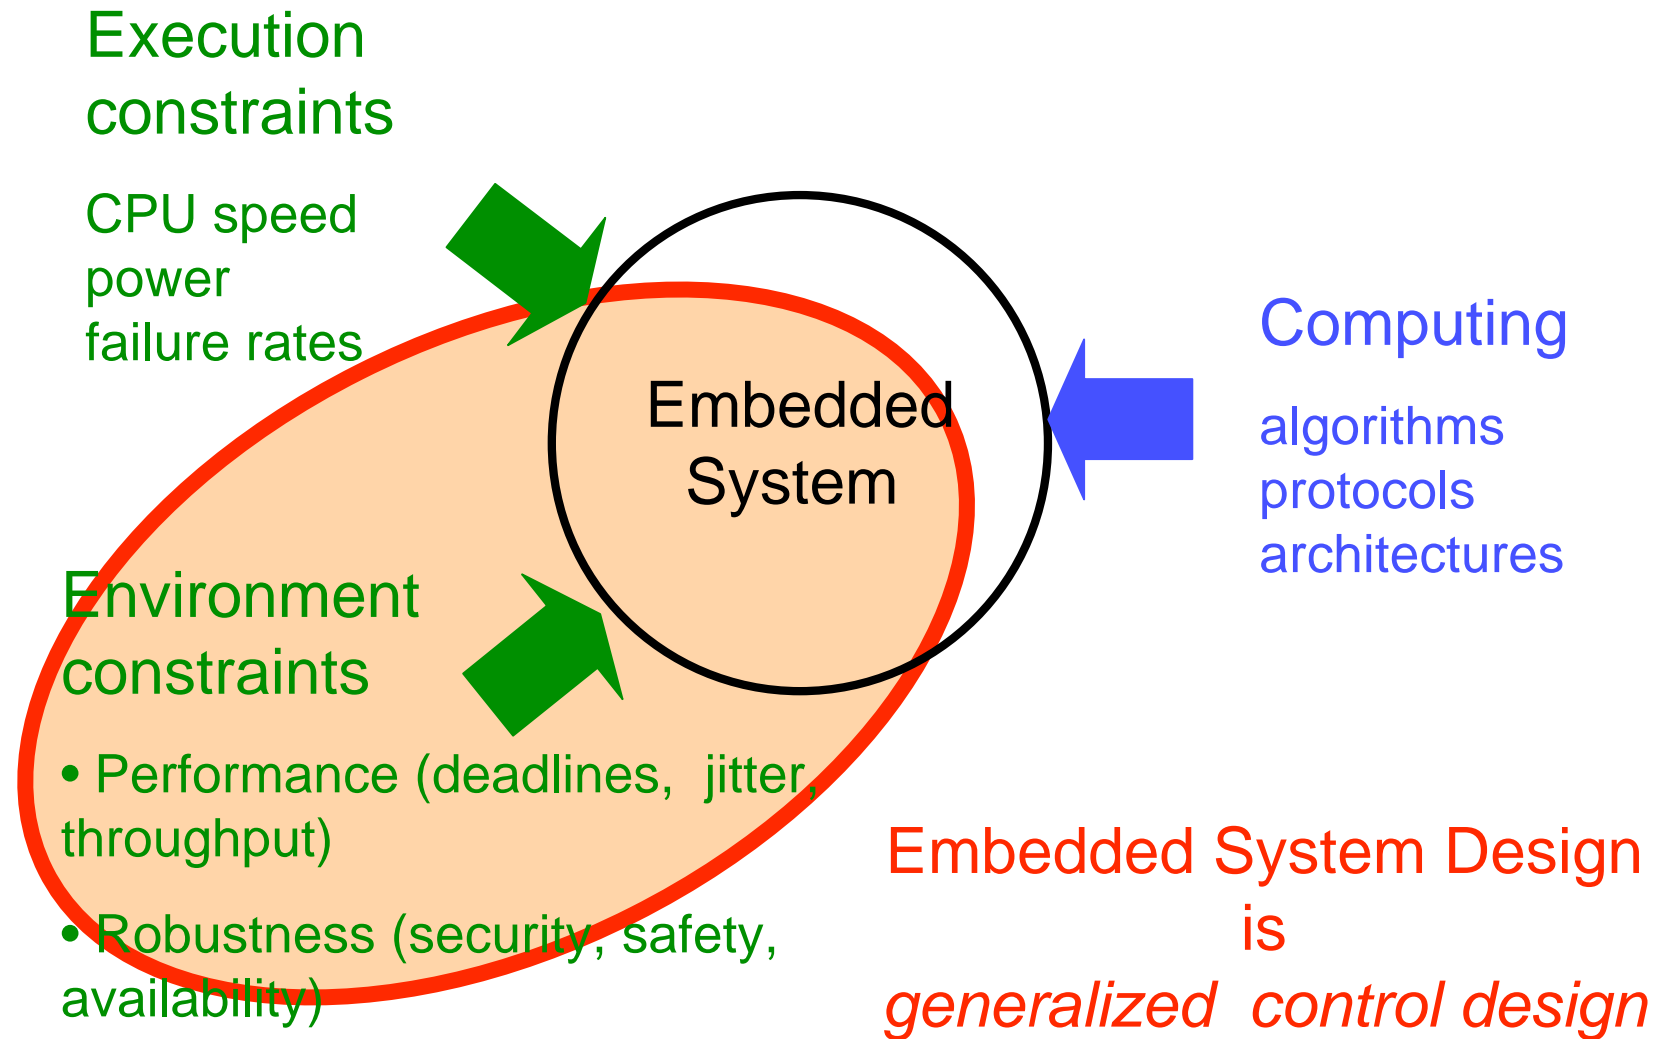 Execution
constraints
CPU speed
power
failure rates
Embedded
System
Computing
algorithms
protocols
architectures
Environment
constraints
• Performance (deadlines, jitter,
throughput)
• Robustness (security, safety,
availability)
Embedded System Design
is
generalized control design